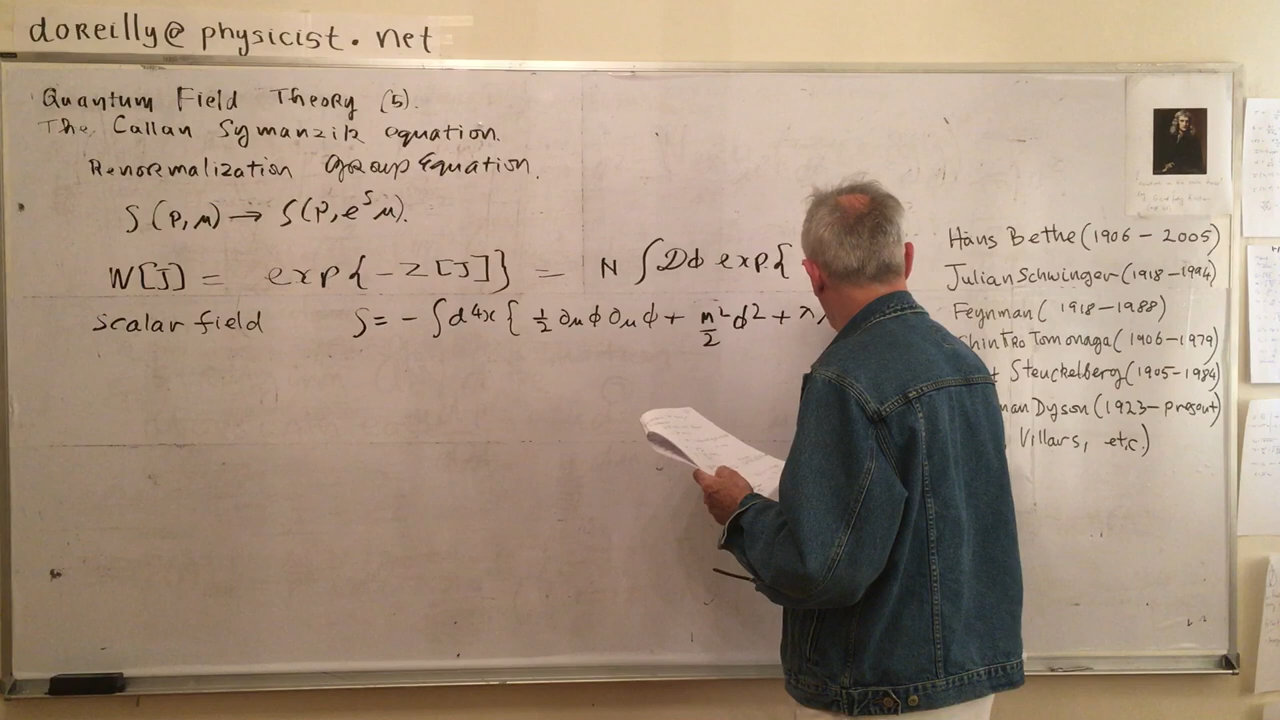 doReilly@physicist.net
Quantum Field Theory (5).
The Callan Symanzik equation.
Renormalization Group Equation.
S(p,μ) → S(p,e^s μ).
W[J] = exp{-Z[J]} = N ∫Dϕ exp{
Scalar field S = - ∫d⁴x { ½ ∂μ ϕ ∂μ ϕ + m²/2 ϕ² + λ
Hans Bethe (1906 - 2005)
Julian Schwinger (1918 - 1994)
Feynman (1918 - 1988)
Tomonaga (1906 - 1979)
Steuckelberg (1905 - 1984)
man Dyson (1923 - present)
Villars, etc.)